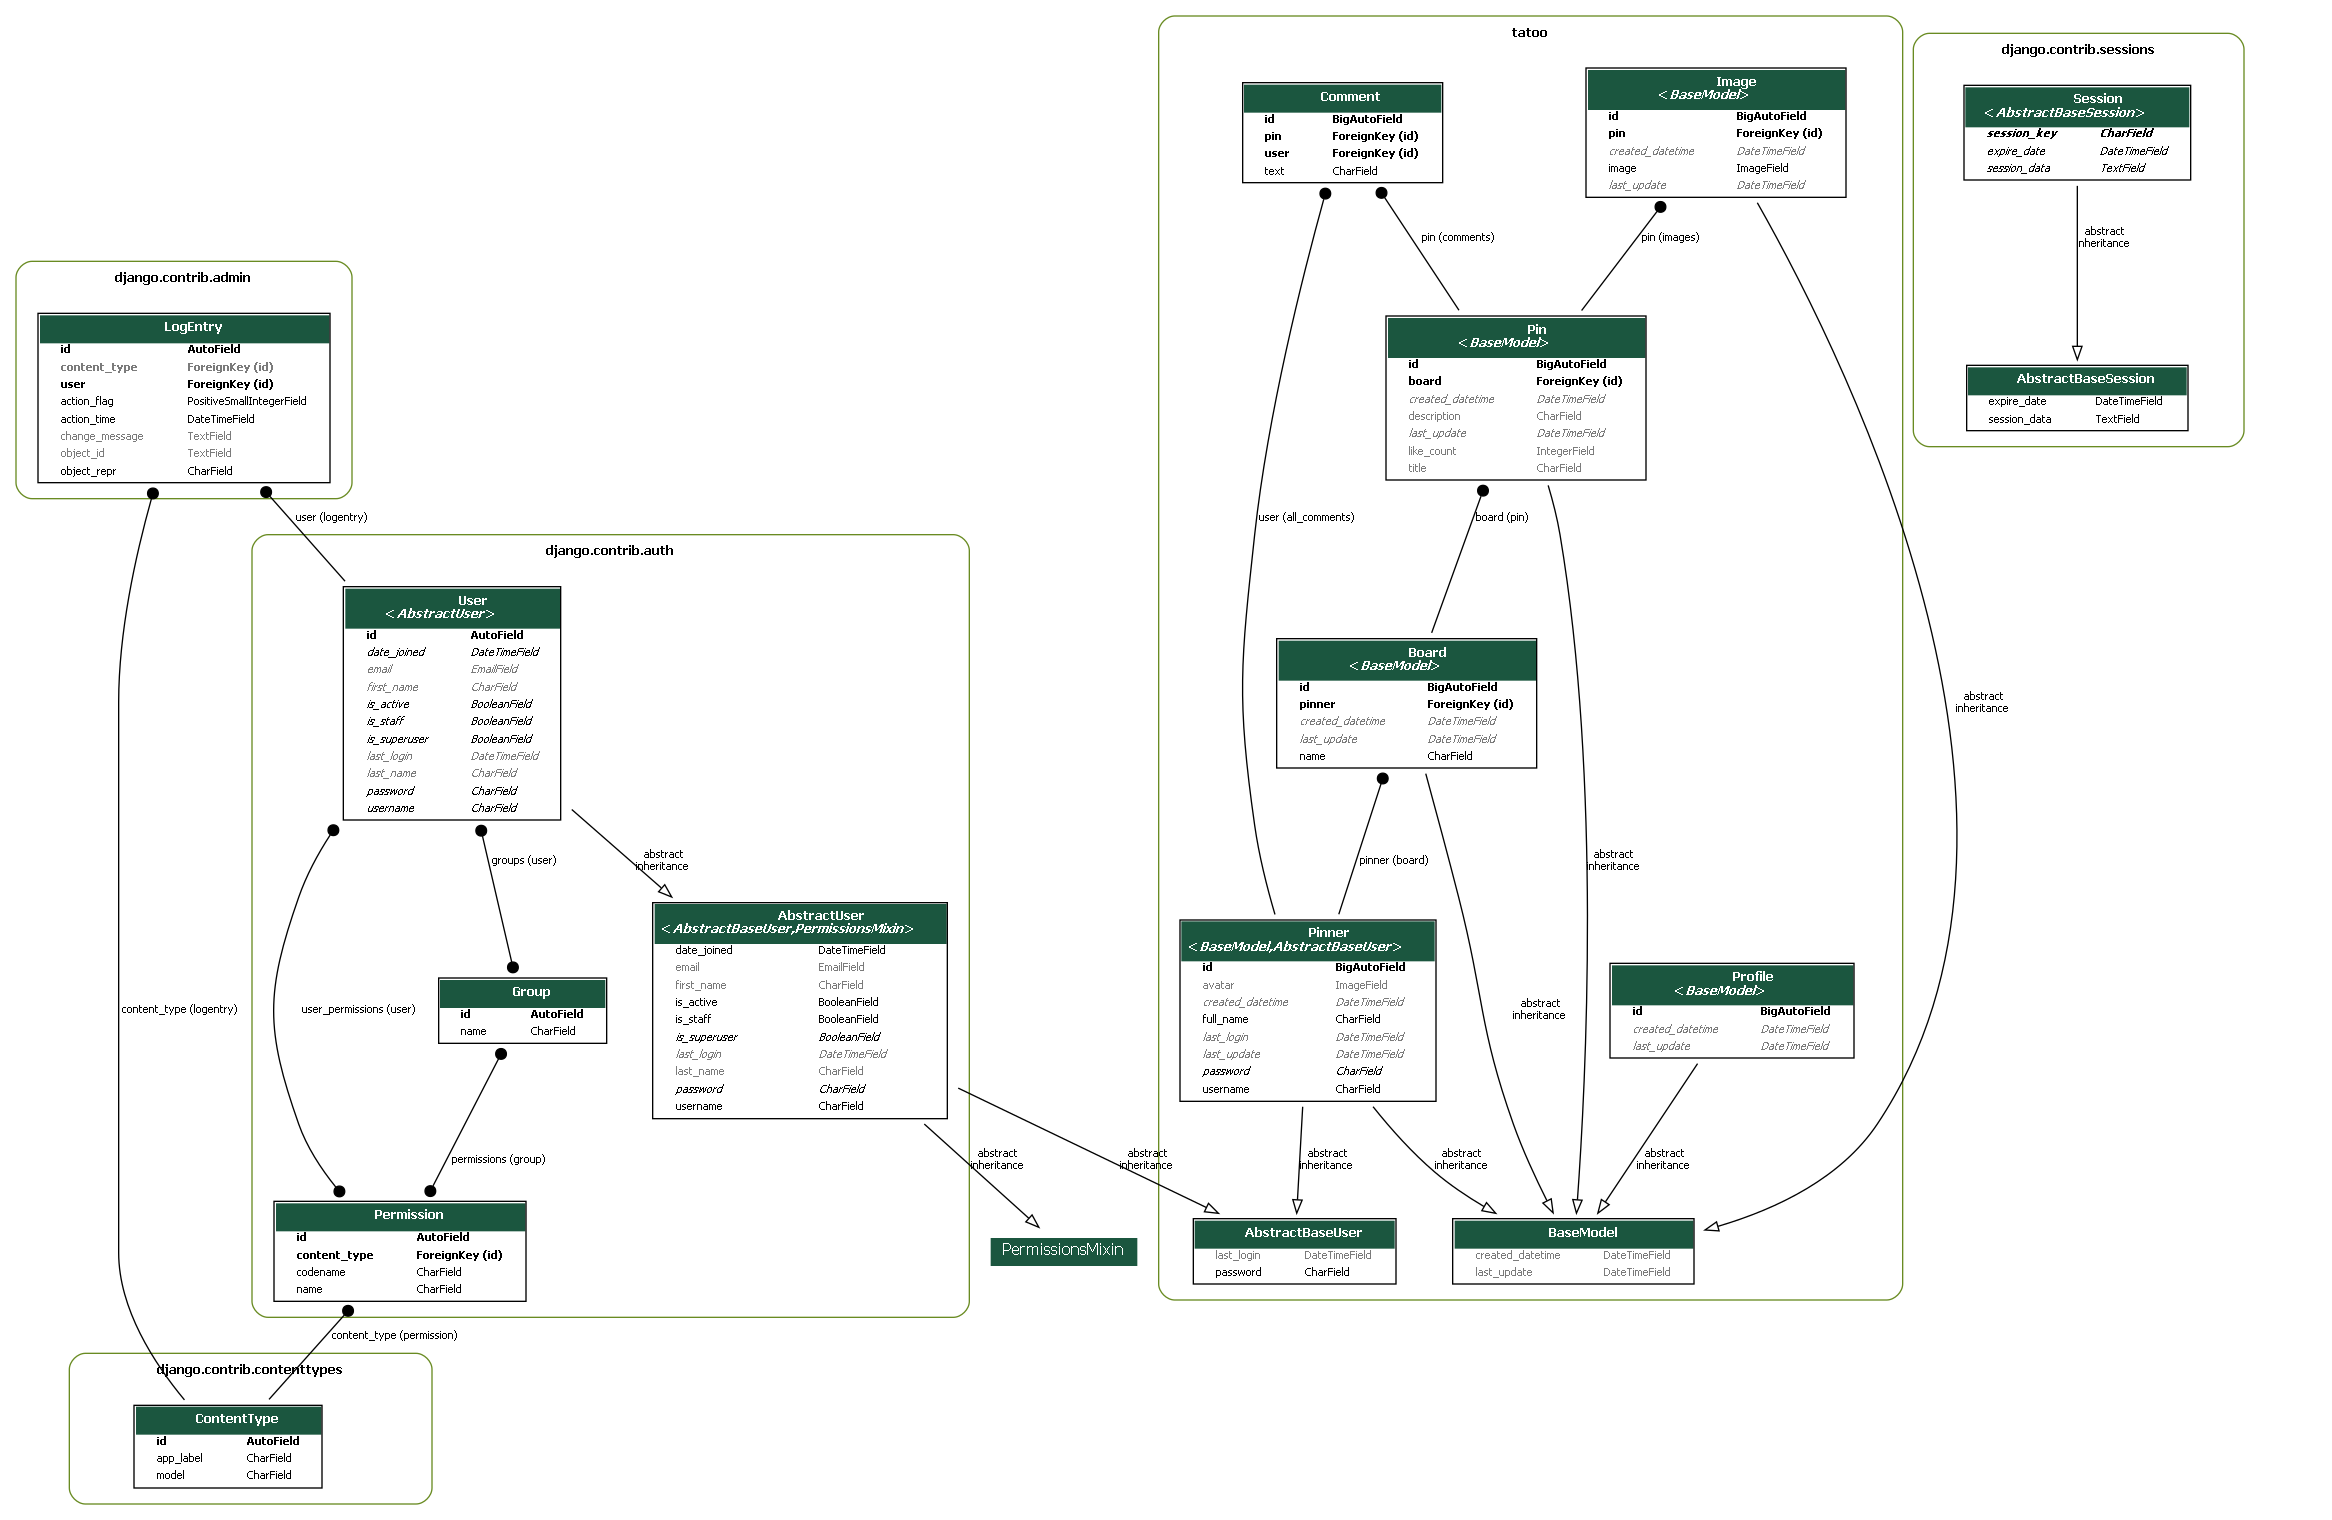 tatoo
Comment
id BigAutoField
pin ForeignKey (id)
user ForeignKey (id)
text CharField
Image
<BaseModel>
id BigAutoField
pin ForeignKey (id)
created_datetime DateTimeField
image ImageField
last_update DateTimeField
django.contrib.sessions
Session
<AbstractBaseSession>
session_key CharField
expire_date DateTimeField
session_data TextField
abstract
inheritance
AbstractBaseSession
expire_date DateTimeField
session_data TextField
pin (comments)
pin (images)
Pin
<BaseModel>
id BigAutoField
board ForeignKey (id)
created_datetime DateTimeField
description CharField
last_update DateTimeField
like_count IntegerField
title CharField
user (all_comments)
board (pin)
Board
<BaseModel>
id BigAutoField
pinner ForeignKey (id)
created_datetime DateTimeField
last_update DateTimeField
name CharField
abstract
inheritance
pinner (board)
abstract
inheritance
Pinner
<BaseModel,AbstractBaseUser>
id BigAutoField
avatar ImageField
created_datetime DateTimeField
full_name CharField
last_login DateTimeField
last_update DateTimeField
password CharField
username CharField
abstract
inheritance
Profile
<BaseModel>
id BigAutoField
created_datetime DateTimeField
last_update DateTimeField
abstract
inheritance
abstract
inheritance
abstract
inheritance
abstract
inheritance
AbstractBaseUser
last_login DateTimeField
password CharField
BaseModel
created_datetime DateTimeField
last_update DateTimeField
django.contrib.admin
LogEntry
id AutoField
content_type ForeignKey (id)
user ForeignKey (id)
action_flag PositiveSmallIntegerField
action_time DateTimeField
change_message TextField
object_id TextField
object_repr CharField
user (logentry)
django.contrib.auth
User
<AbstractUser>
id AutoField
date_joined DateTimeField
email EmailField
first_name CharField
is_active BooleanField
is_staff BooleanField
is_superuser BooleanField
last_login DateTimeField
last_name CharField
password CharField
username CharField
groups (user)
abstract
inheritance
AbstractUser
<AbstractBaseUser,PermissionsMixin>
date_joined DateTimeField
email EmailField
first_name CharField
is_active BooleanField
is_staff BooleanField
is_superuser BooleanField
last_login DateTimeField
last_name CharField
password CharField
username CharField
content_type (logentry)
user_permissions (user)
Group
id AutoField
name CharField
permissions (group)
abstract
inheritance
PermissionsMixin
Permission
id AutoField
content_type ForeignKey (id)
codename CharField
name CharField
content_type (permission)
django.contrib.contenttypes
ContentType
id AutoField
app_label CharField
model CharField